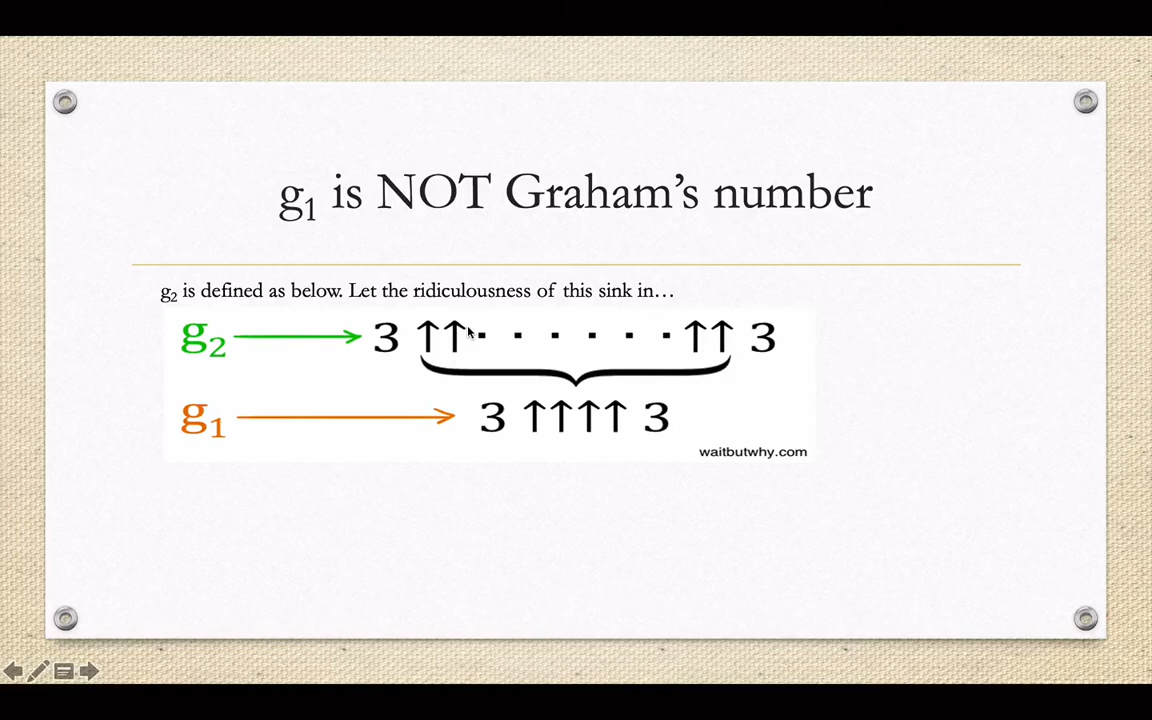 g₁ is NOT Graham's number
g₂ is defined as below. Let the ridiculousness of this sink in…
g₂ → 3 ↑↑· · · · · ·↑↑ 3
g₁ → 3 ↑↑↑↑ 3
waitbutwhy.com